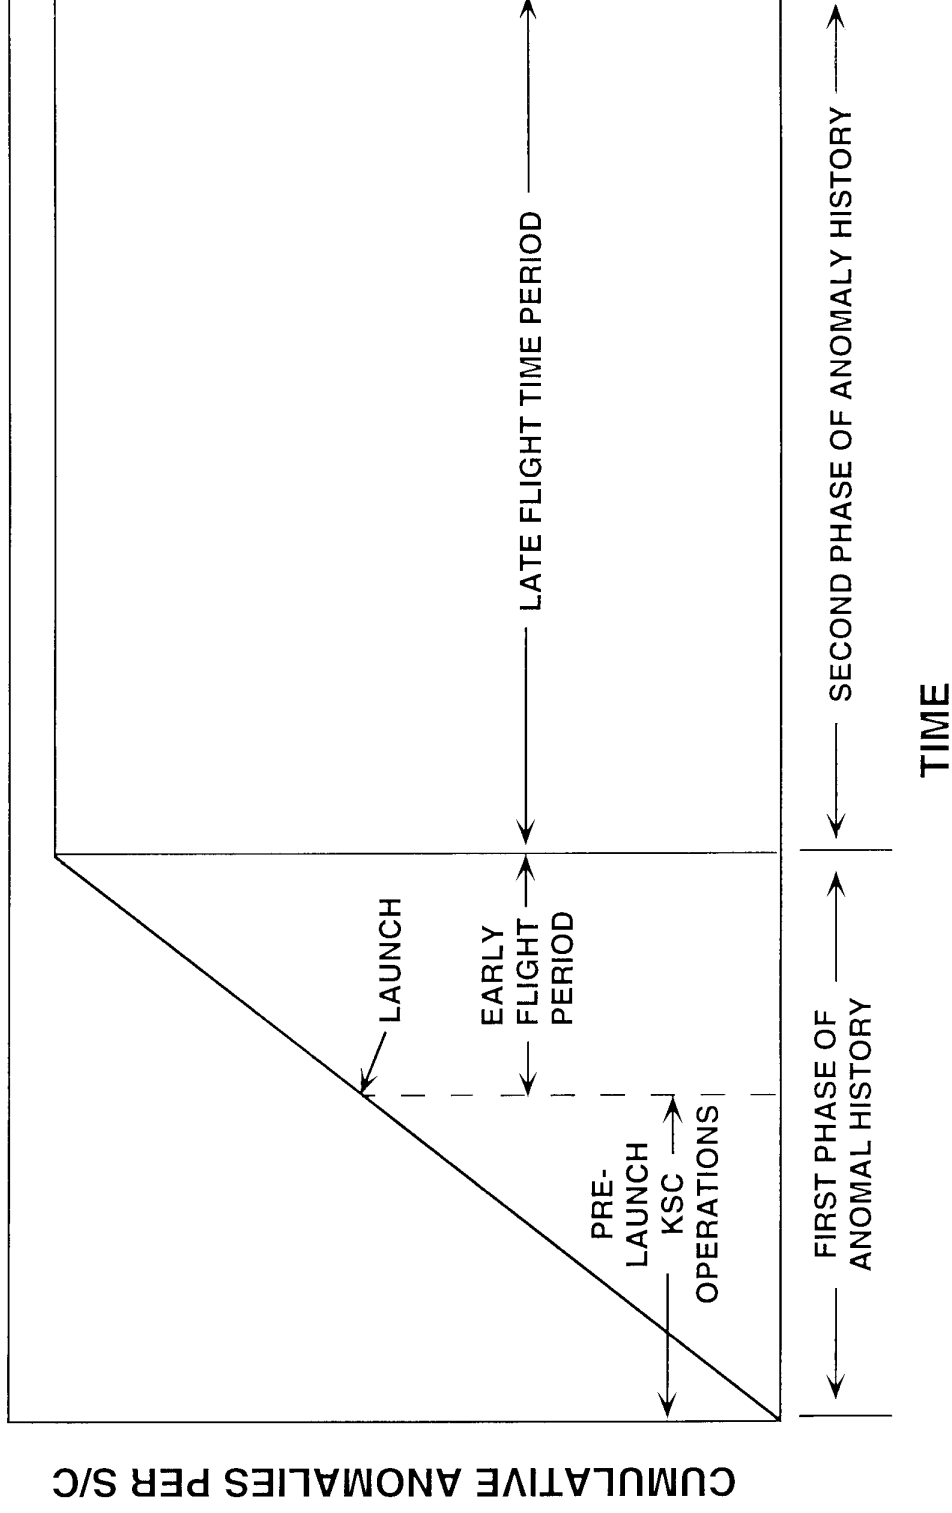 CUMULATIVE ANOMALIES PER S/C
LAUNCH
EARLY
FLIGHT
PERIOD
LATE FLIGHT TIME PERIOD
PRE-
LAUNCH
KSC
OPERATIONS
FIRST PHASE OF
ANOMAL HISTORY
SECOND PHASE OF ANOMALY HISTORY
TIME